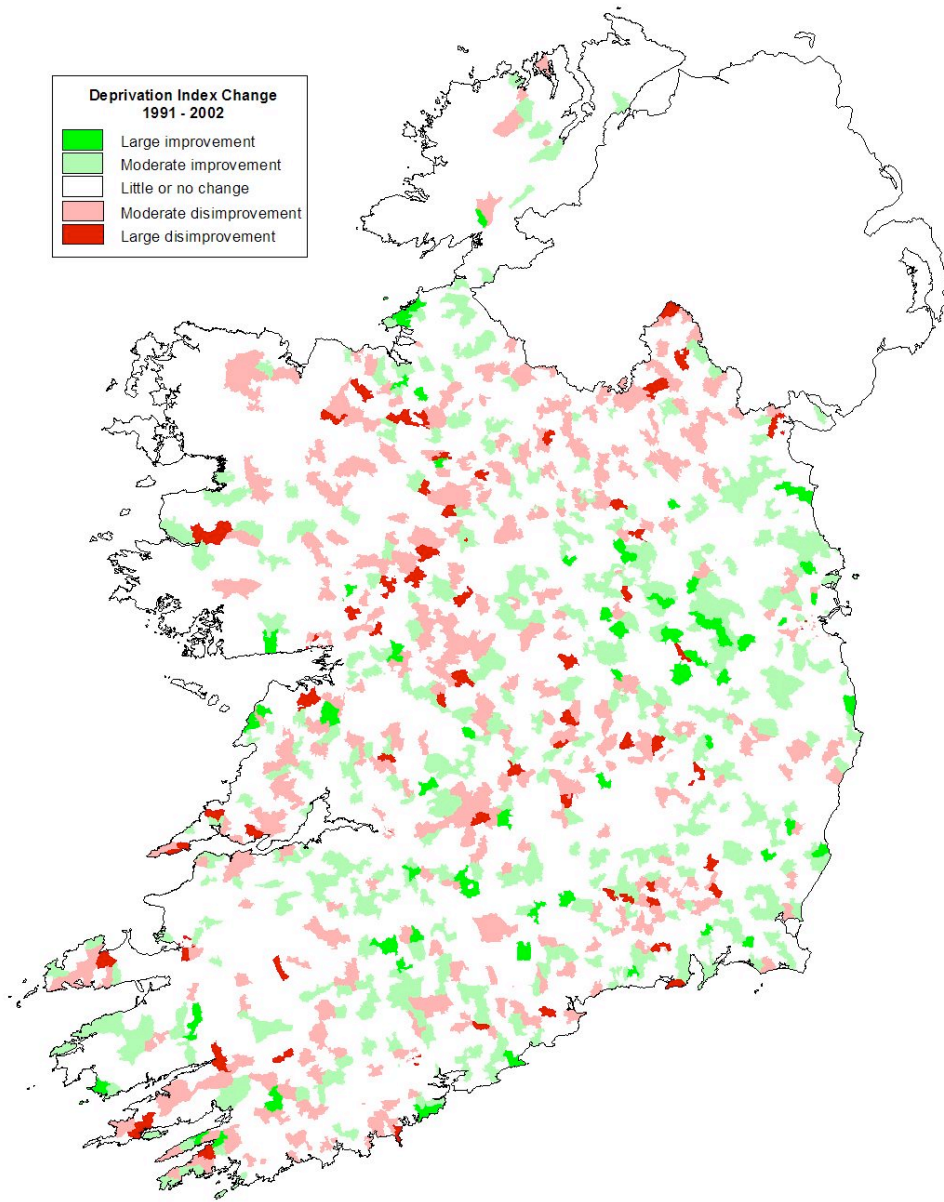 Deprivation Index Change
1991 - 2002
Large improvement
Moderate improvement
Little or no change
Moderate disimprovement
Large disimprovement